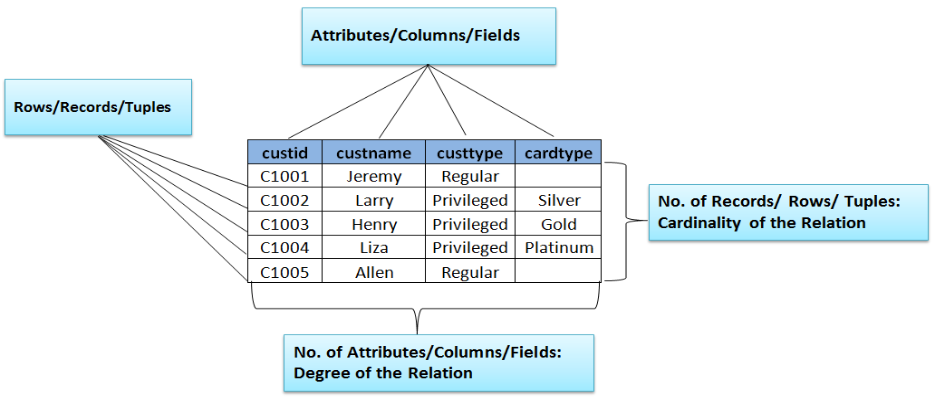 Attributes/Columns/Fields
Rows/Records/Tuples
custid custname custtype cardtype
C1001 Jeremy Regular
C1002 Larry Privileged Silver
C1003 Henry Privileged Gold
C1004 Liza Privileged Platinum
C1005 Allen Regular
No. of Records/ Rows/ Tuples:
Cardinality of the Relation
No. of Attributes/Columns/Fields:
Degree of the Relation